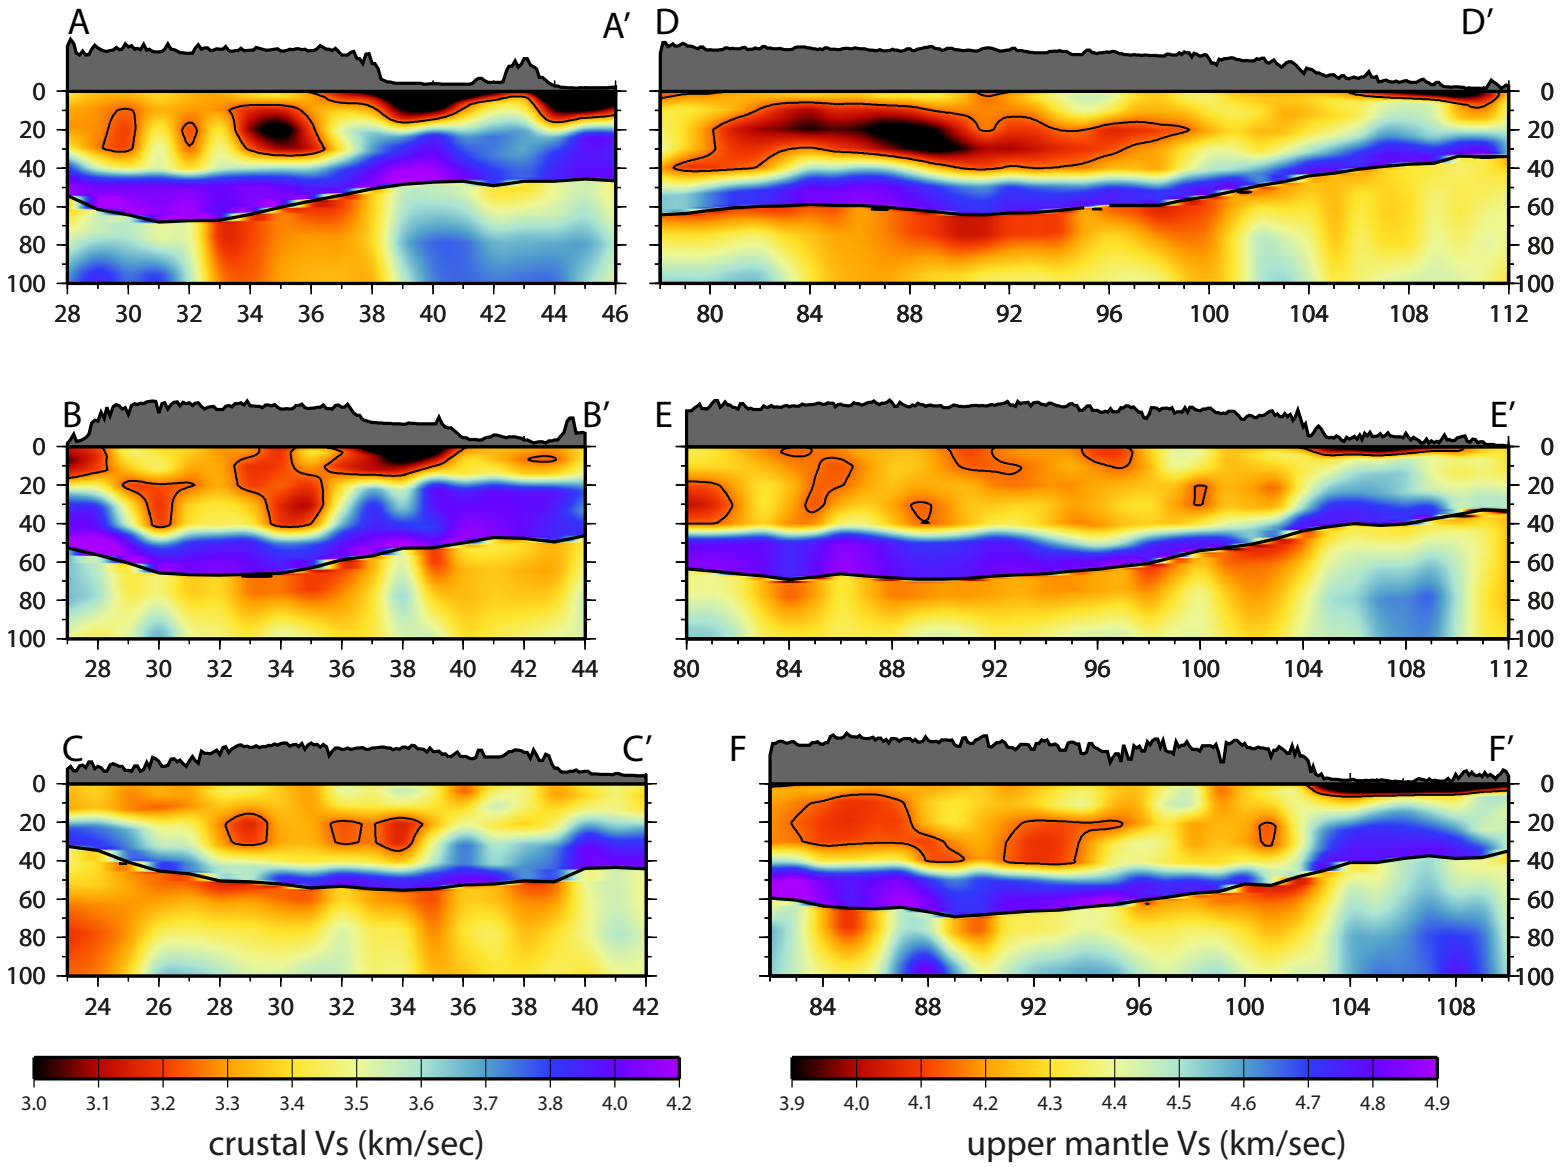 A A′ D D′
0 0
20 20
40 40
60 60
80 80
100 100
28 30 32 34 36 38 40 42 44 46 80 84 88 92 96 100 104 108 112
B B′ E E′
0 0
20 20
40 40
60 60
80 80
100 100
28 30 32 34 36 38 40 42 44 80 84 88 92 96 100 104 108 112
C C′ F F′
0 0
20 20
40 40
60 60
80 80
100 100
24 26 28 30 32 34 36 38 40 42 84 88 92 96 100 104 108
3.0 3.1 3.2 3.3 3.4 3.5 3.6 3.7 3.8 4.0 4.2 3.9 4.0 4.1 4.2 4.3 4.4 4.5 4.6 4.7 4.8 4.9
crustal Vs (km/sec) upper mantle Vs (km/sec)